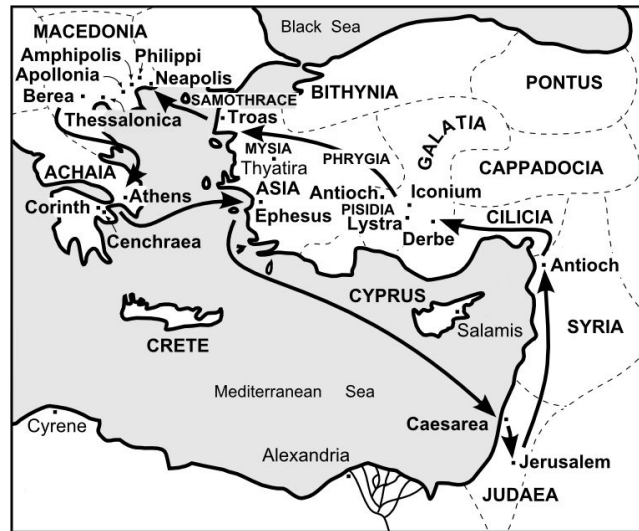 Black Sea
MACEDONIA
Amphipolis
Philippi
Apollonia
Neapolis
Berea
Thessalonica
SAMOTHRACE
Troas
BITHYNIA
PONTUS
MYSIA
Thyatira
PHRYGIA
GALATIA
CAPPADOCIA
ACHAIA
Athens
ASIA
Antioch
Iconium
Corinth
Ephesus
PISIDIA
Lystra
CILICIA
Cenchraea
Derbe
Antioch
CYPRUS
Salamis
SYRIA
CRETE
Mediterranean Sea
Cyrene
Caesarea
Alexandria
Jerusalem
JUDAEA